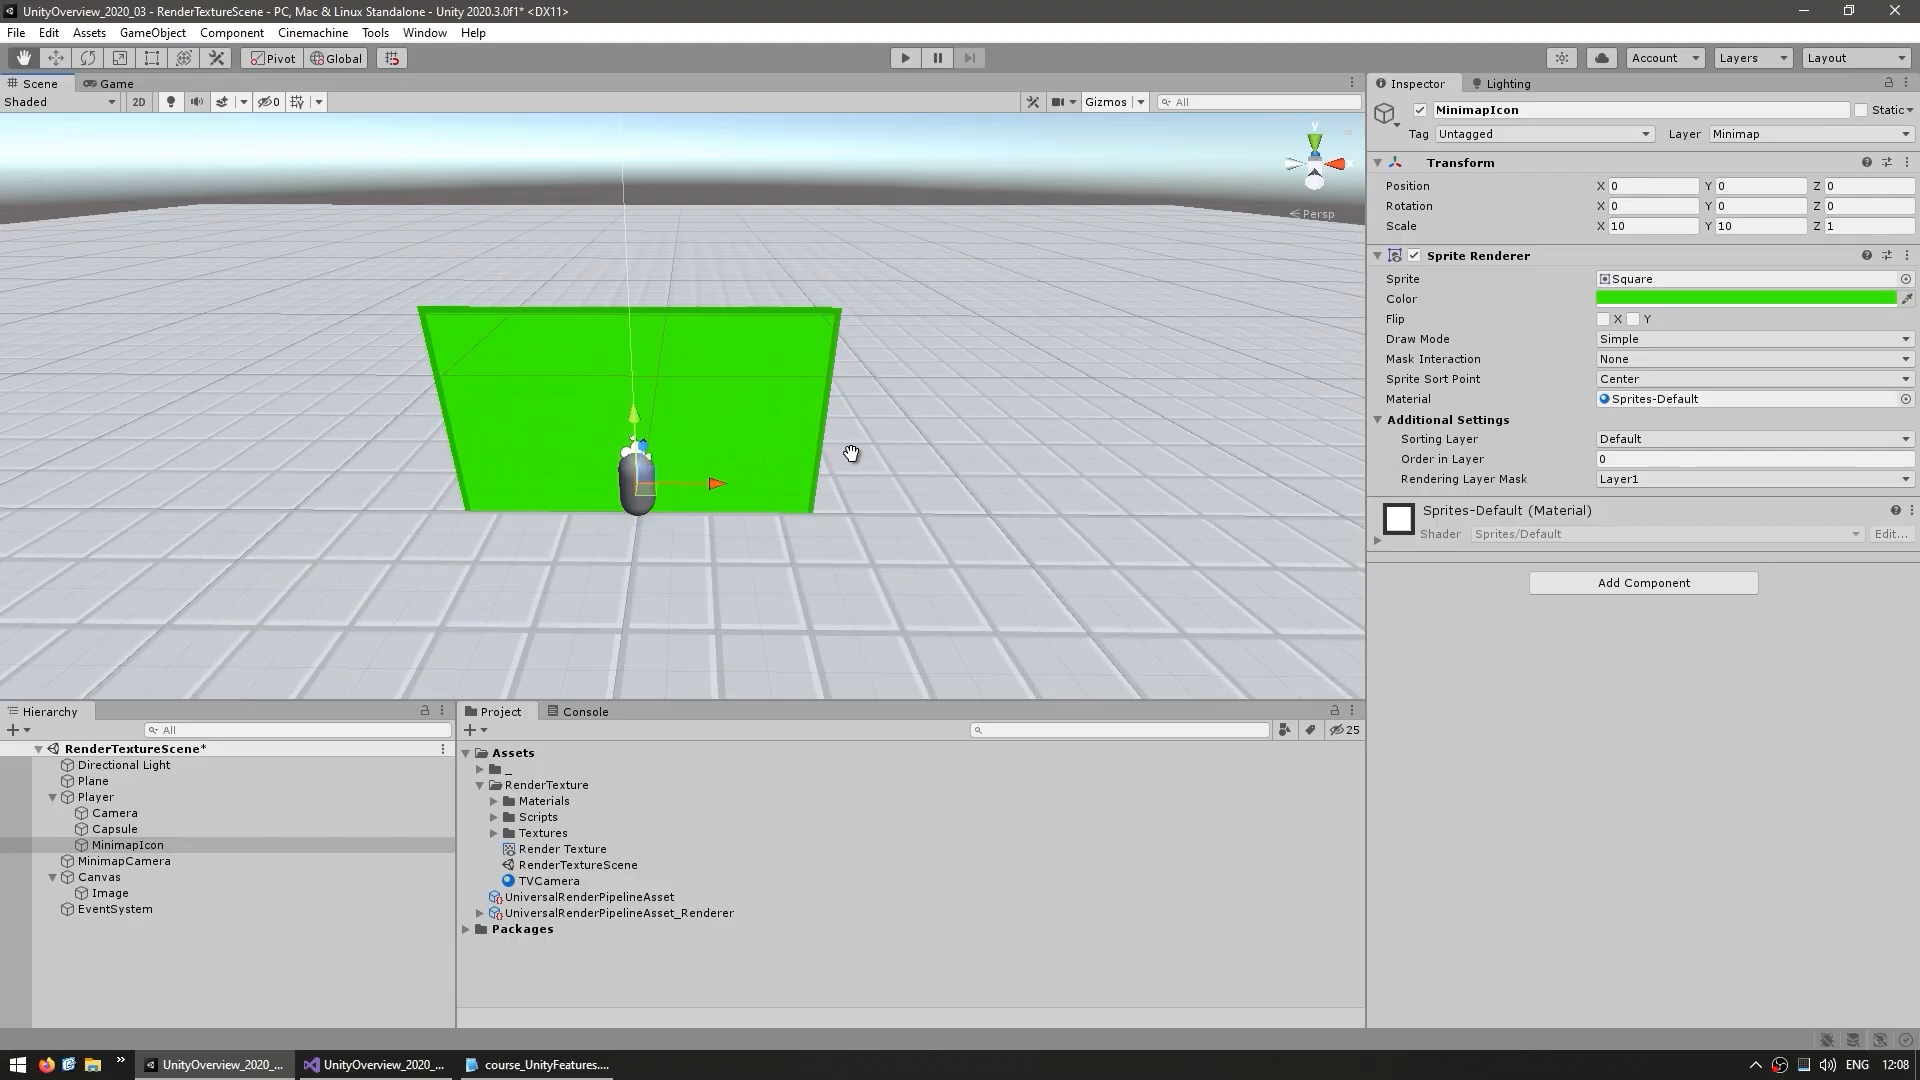 UnityOverview_2020_03 - RenderTextureScene - PC, Mac & Linux Standalone - Unity 2020.3.0f1* <DX11>
File Edit Assets GameObject Component Cinemachine Tools Window Help
Pivot Global Account Layers Layout
Scene Game
Shaded 2D 0 Gizmos All
y
Persp
Inspector Lighting
MinimapIcon Static
Tag Untagged Layer Minimap
Transform
Position X 0 Y 0 Z 0
Rotation X 0 Y 0 Z 0
Scale X 10 Y 10 Z 1
Sprite Renderer
Sprite Square
Color
Flip X Y
Draw Mode Simple
Mask Interaction None
Sprite Sort Point Center
Material Sprites-Default
Additional Settings
Sorting Layer Default
Order in Layer 0
Rendering Layer Mask Layer1
Sprites-Default (Material)
Shader Sprites/Default Edit...
Add Component
Hierarchy
All
RenderTextureScene*
Directional Light
Plane
Player
Camera
Capsule
MinimapIcon
MinimapCamera
Canvas
Image
EventSystem
Project Console
25
Assets
_
RenderTexture
Materials
Scripts
Textures
Render Texture
RenderTextureScene
TVCamera
UniversalRenderPipelineAsset
UniversalRenderPipelineAsset_Renderer
Packages
UnityOverview_2020_... UnityOverview_2020_... course_UnityFeatures.... ENG 12:08